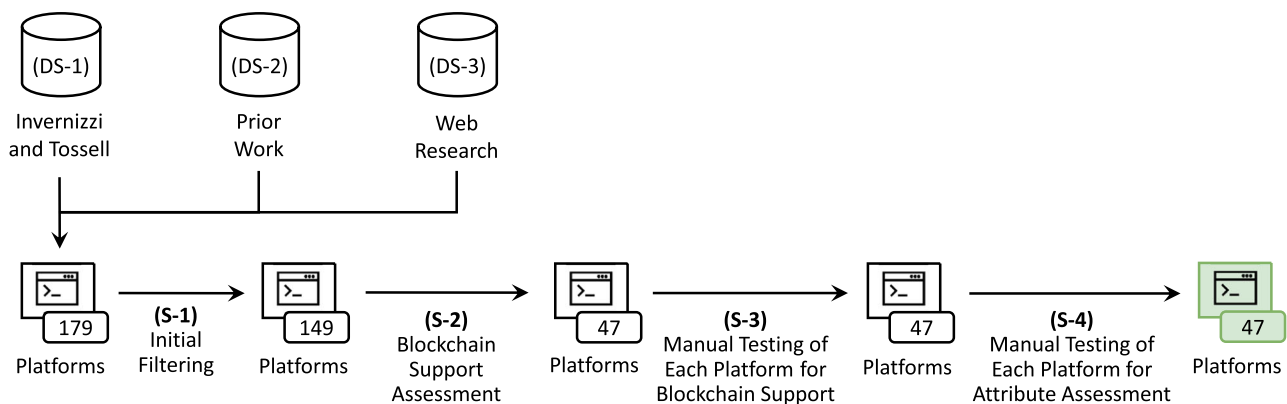 (DS-1)
Invernizzi
and Tossell
(DS-2)
Prior
Work
(DS-3)
Web
Research
>_
179
Platforms
(S-1)
Initial
Filtering
>_
149
Platforms
(S-2)
Blockchain
Support
Assessment
>_
47
Platforms
(S-3)
Manual Testing of
Each Platform for
Blockchain Support
>_
47
Platforms
(S-4)
Manual Testing of
Each Platform for
Attribute Assessment
>_
47
Platforms